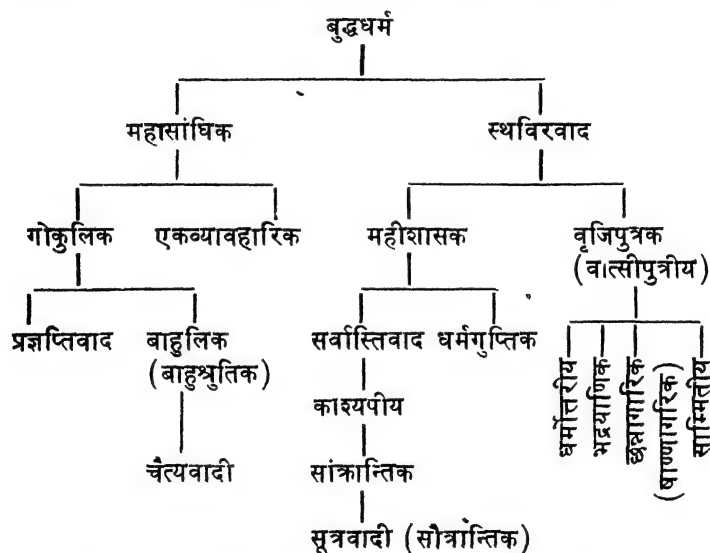 बुद्धधर्म
महासांघिक स्थविरवाद
गोकुलिक एकव्यावहारिक महीशासक वृजिपुत्रक
(वात्सीपुत्रीय)
प्रज्ञप्तिवाद बाहुलिक सर्वास्तिवाद धर्मगुप्तिक
(बाहुश्रुतिक)
धर्मोत्तरीय
भद्रयाणिक
छन्नागारिक
(षाण्णागरिक)
साम्मितीय
काश्यपीय
चैत्यवादी सांक्रान्तिक
सूत्रवादी (सौत्रान्तिक)